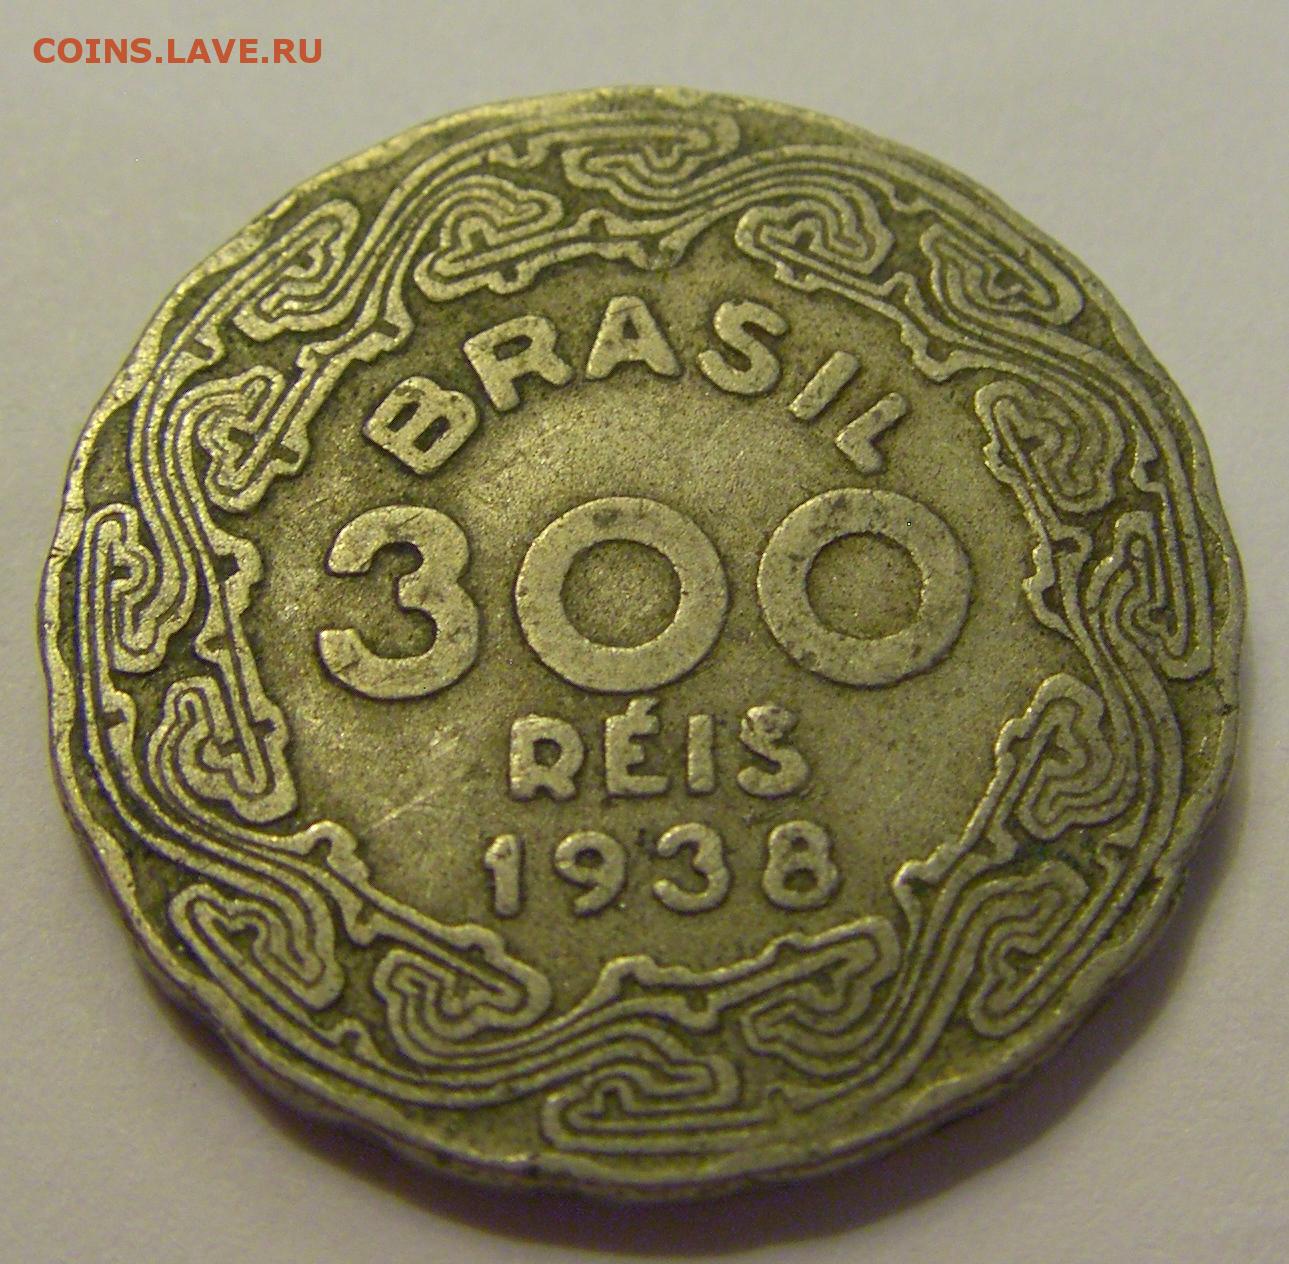 COINS.LAVE.RU
BRASIL
300
RÉIS
1938